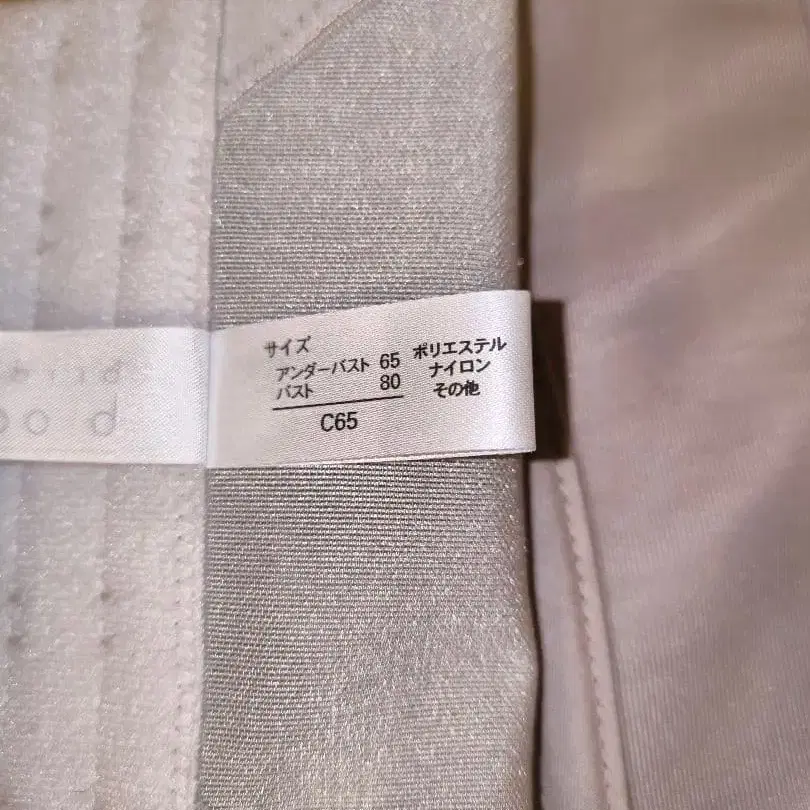 サイズ
アンダーバスト 65
バスト 80
C65
ポリエステル
ナイロン
その他